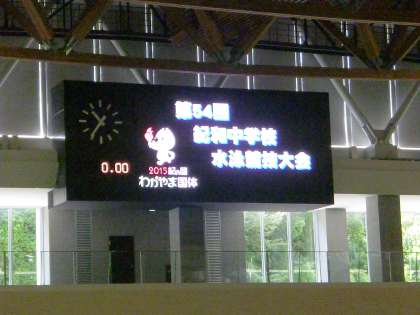 第54回
紀和中学校
水泳競技大会
0.00
2015紀の国
わかやま国体